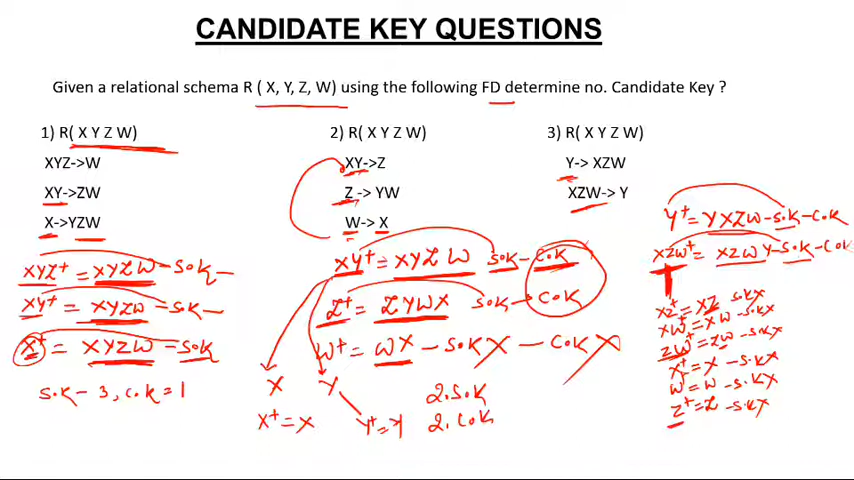 CANDIDATE KEY QUESTIONS
Given a relational schema R ( X, Y, Z, W) using the following FD determine no. Candidate Key ?
1) R( X Y Z W)
XYZ->W
XY->ZW
X->YZW
XYZ+ = XYZW - S.O.K -
XY+ = XYZW - S.O.K -
X+ = XYZW - S.O.K
S.O.K - 3, C.O.K = 1
2) R( X Y Z W)
XY->Z
Z -> YW
W-> X
XY+ = XYZW S.O.K - C.O.K
Z+ = ZYWX S.O.K - C.O.K
W+ = WX - S.O.K X - C.O.K X
X Y
X+ = X Y+ = Y
2. S.O.K
2. C.O.K
3) R( X Y Z W)
Y-> XZW
XZW-> Y
Y+ = YXZW - S.O.K - C.O.K
XZW+ = XZWY - S.O.K - C.O.K
XZ+ = XZ S.O.K X
XW+ = XW - S.O.K X
ZW+ = ZW - S.O.K X
X+ = X - S.O.K X
W+ = W - S.O.K X
Z+ = Z - S.O.K X